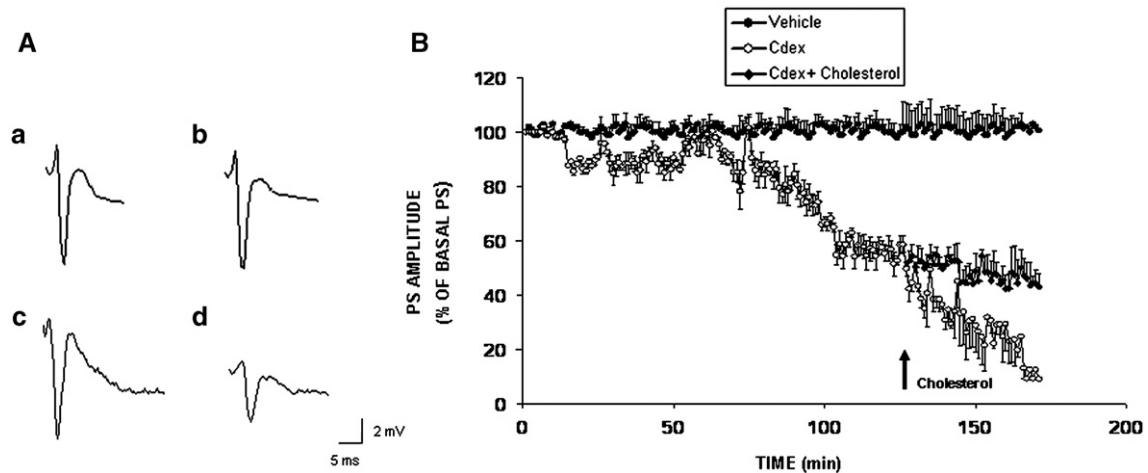 A
a
b
c
d
2 mV
5 ms
B
Vehicle
Cdex
Cdex+ Cholesterol
PS AMPLITUDE
(% OF BASAL PS)
120
100
80
60
40
20
0
Cholesterol
0 50 100 150 200
TIME (min)